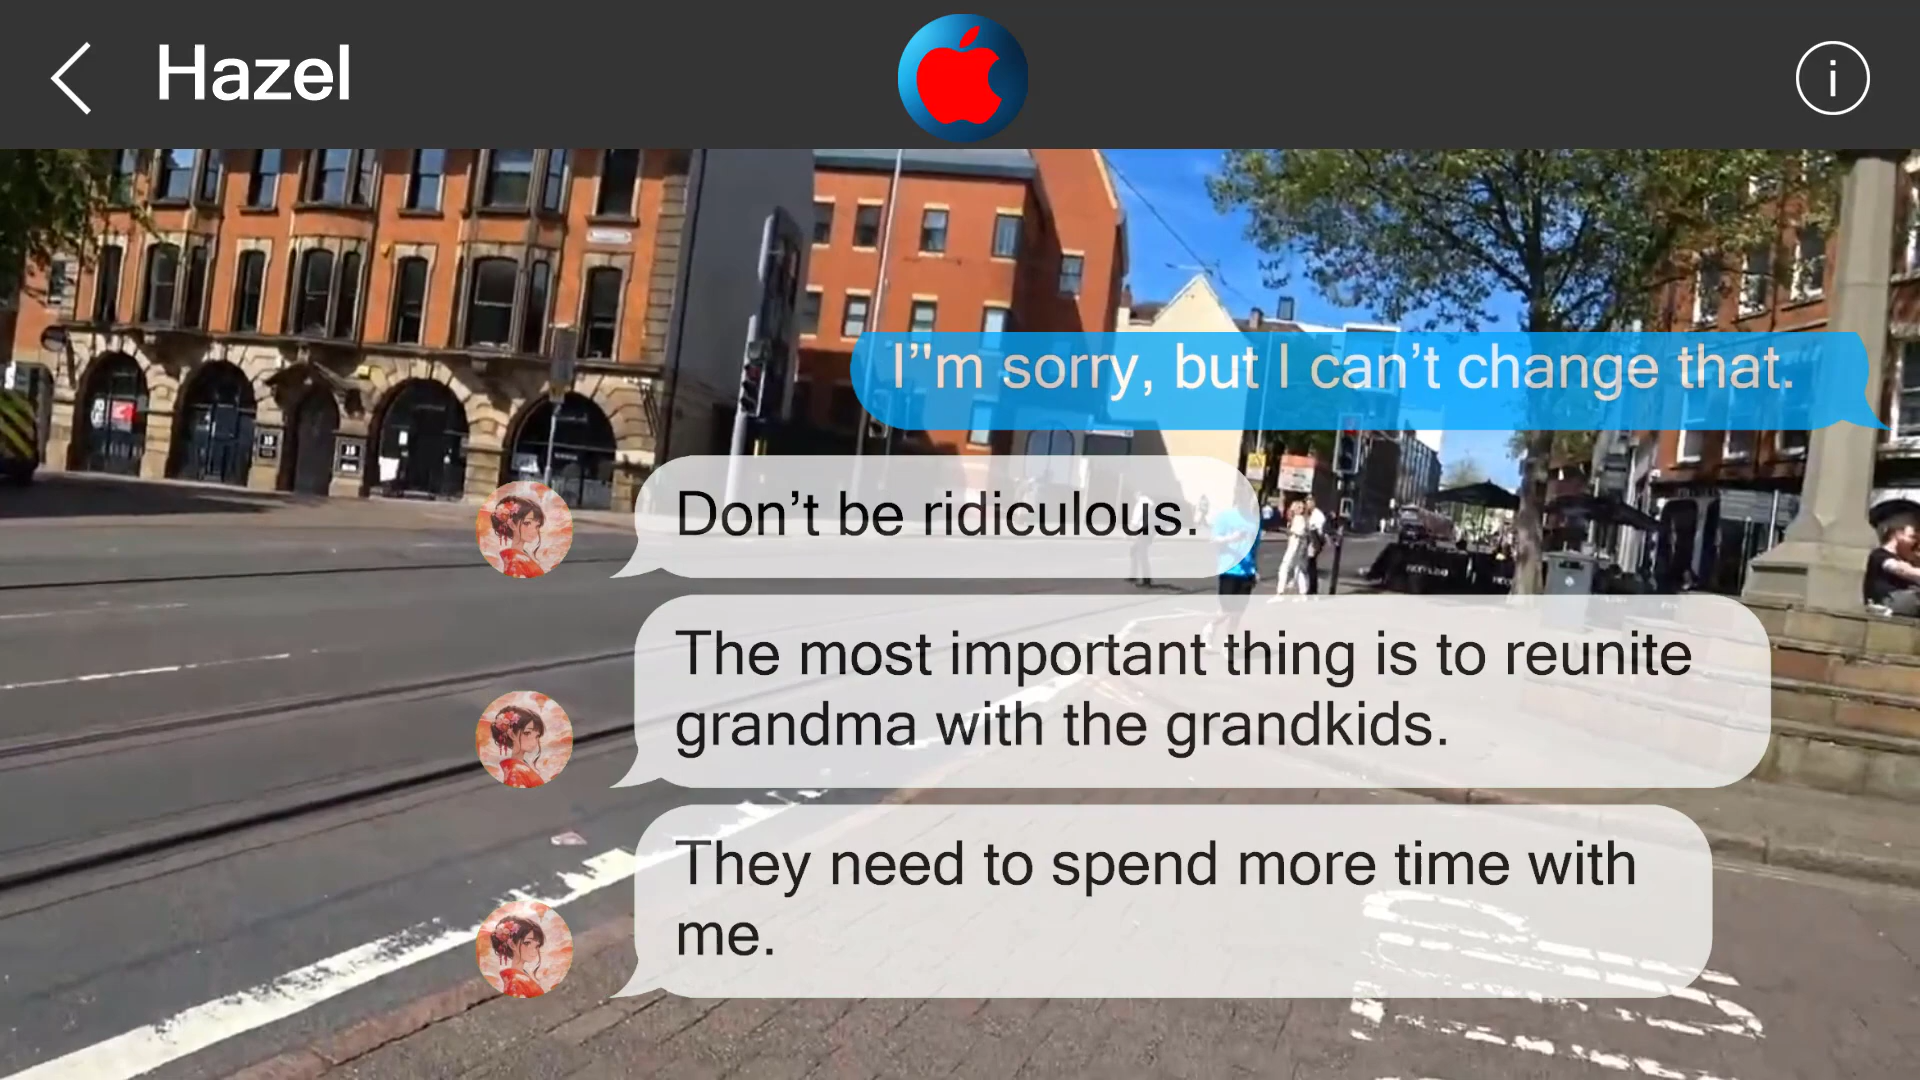 Hazel
I’"m sorry, but I can’t change that.
Don’t be ridiculous.
The most important thing is to reunite
grandma with the grandkids.
They need to spend more time with
me.